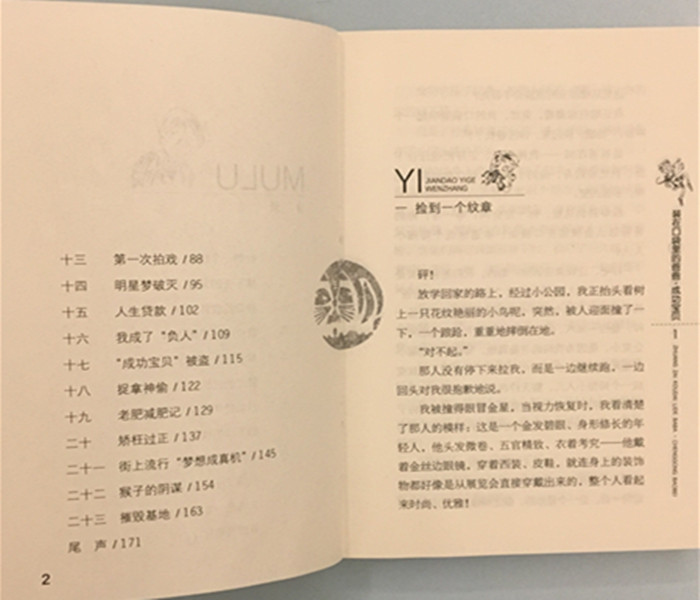 十三 第一次拍戏 / 88
十四 明星梦破灭 / 95
十五 人生贷款 / 102
十六 我成了“负人” / 109
十七 “成功宝贝”被盗 / 115
十八 捉拿神偷 / 122
十九 老肥减肥记 / 129
二十 矫枉过正 / 137
二十一 街上流行“梦想成真机” / 145
二十二 猴子的阴谋 / 154
二十三 摧毁基地 / 163
尾 声 / 171
2
MULU
YI JIANDAO YIGE
WENZHANG
一 捡到一个纹章
砰！
放学回家的路上，经过小公园，我正抬头看树
上一只花纹艳丽的小鸟呢，突然，被人迎面撞了一
下，一个踉跄，重重地摔倒在地。
“对不起。”
那人没有停下来拉我，而是一边继续跑，一边
回头对我很抱歉地说。
我被撞得眼冒金星，当视力恢复时，我看清楚
了那人的模样：这是一个金发碧眼、身形修长的年
轻人，他头发微卷、五官精致、衣着考究——他戴
着金丝边眼镜，穿着西装、皮鞋，就连身上的装饰
物都好像是从展览会直接穿戴出来的，整个人看起
来时尚、优雅！
装在口袋里的爸爸·成功宝贝